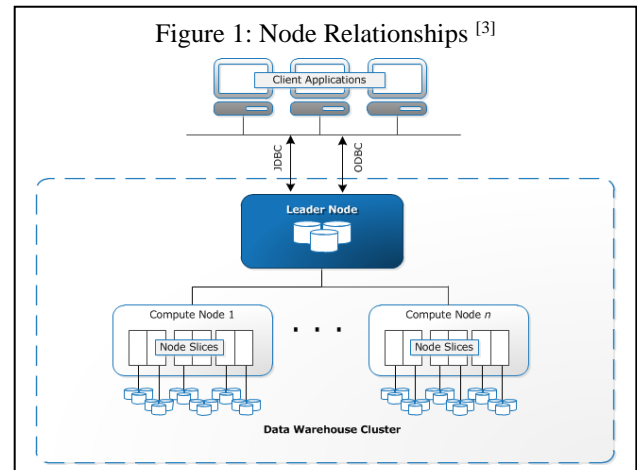 Figure 1: Node Relationships [3]
Client Applications
JDBC
ODBC
Leader Node
Compute Node 1
Compute Node n
. . .
Node Slices
Node Slices
Data Warehouse Cluster